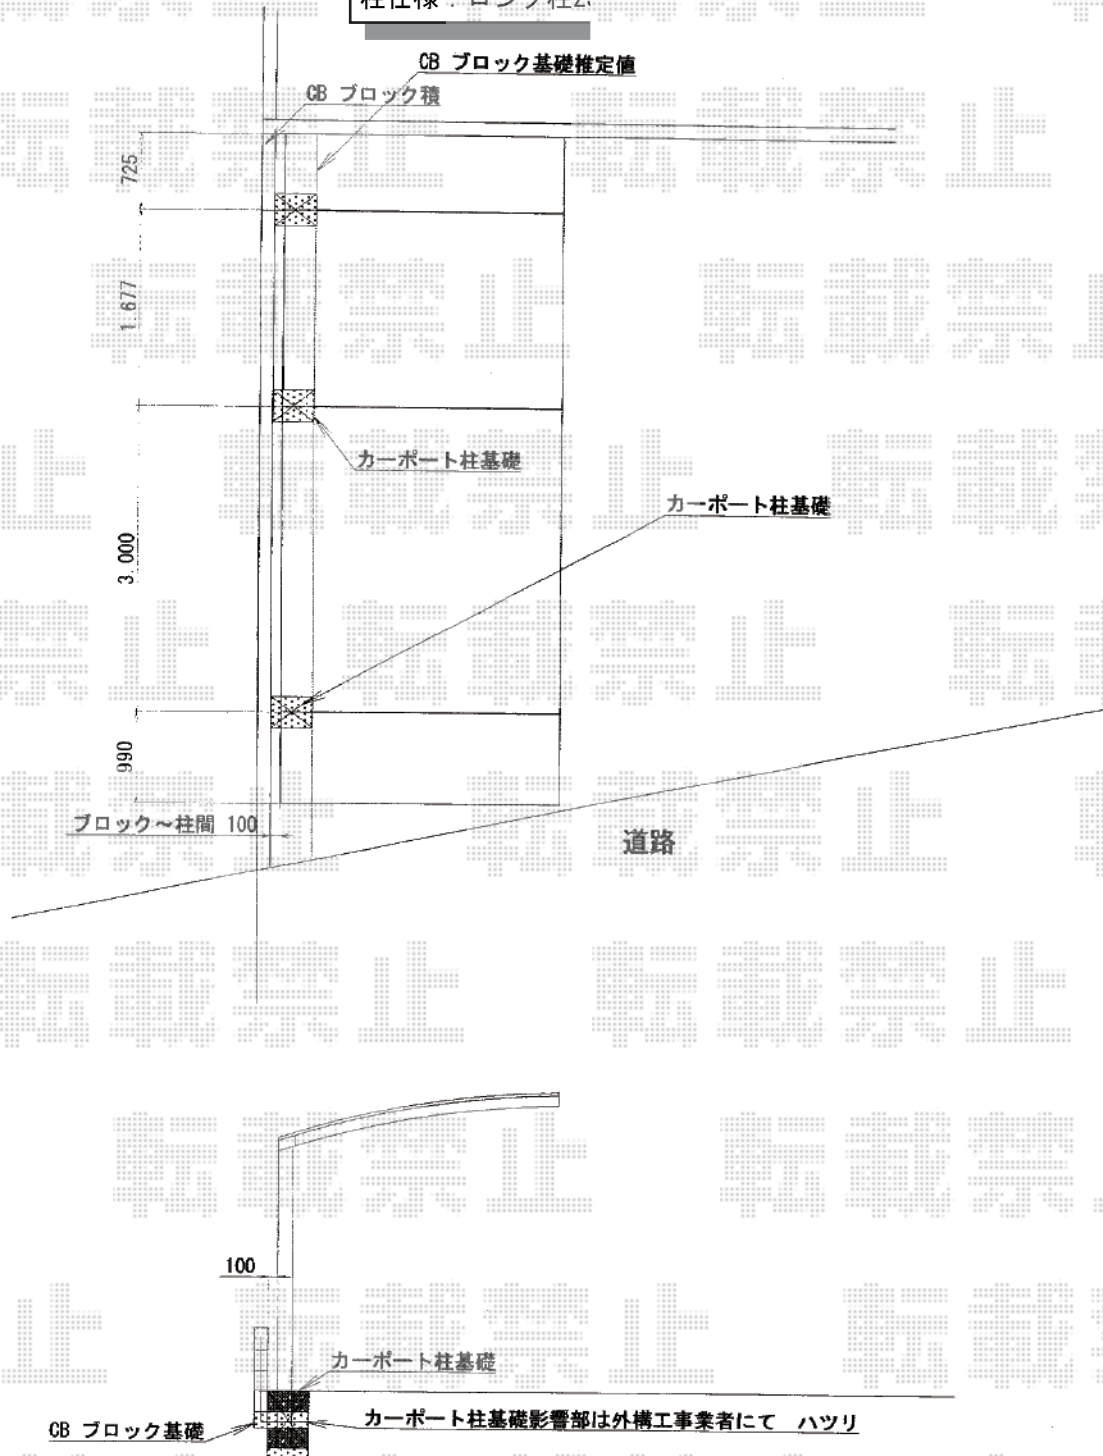 柱仕様：ロング柱
CB ブロック基礎推定値
CB ブロック積
725
1.677
カーポート柱基礎
カーポート柱基礎
3.000
990
ブロック～柱間 100
道路
100
カーポート柱基礎
CB ブロック基礎
カーポート柱基礎影響部は外構工事業者にて ハツリ
転載禁止